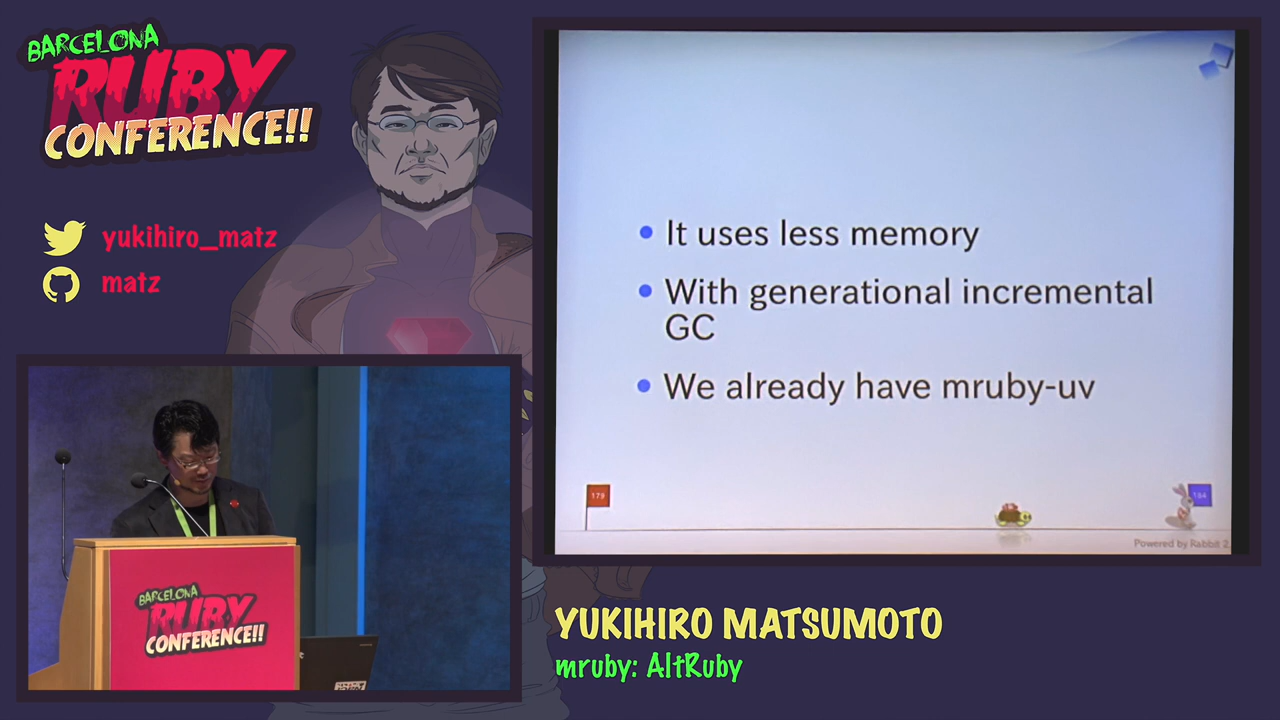 BARCELONA
RUBY
CONFERENCE!!
yukihiro_matz
matz
It uses less memory
With generational incremental
GC
We already have mruby-uv
179
184
Powered by Rabbit 2
BARCELONA
RUBY
CONFERENCE!!
YUKIHIRO MATSUMOTO
mruby: AltRuby